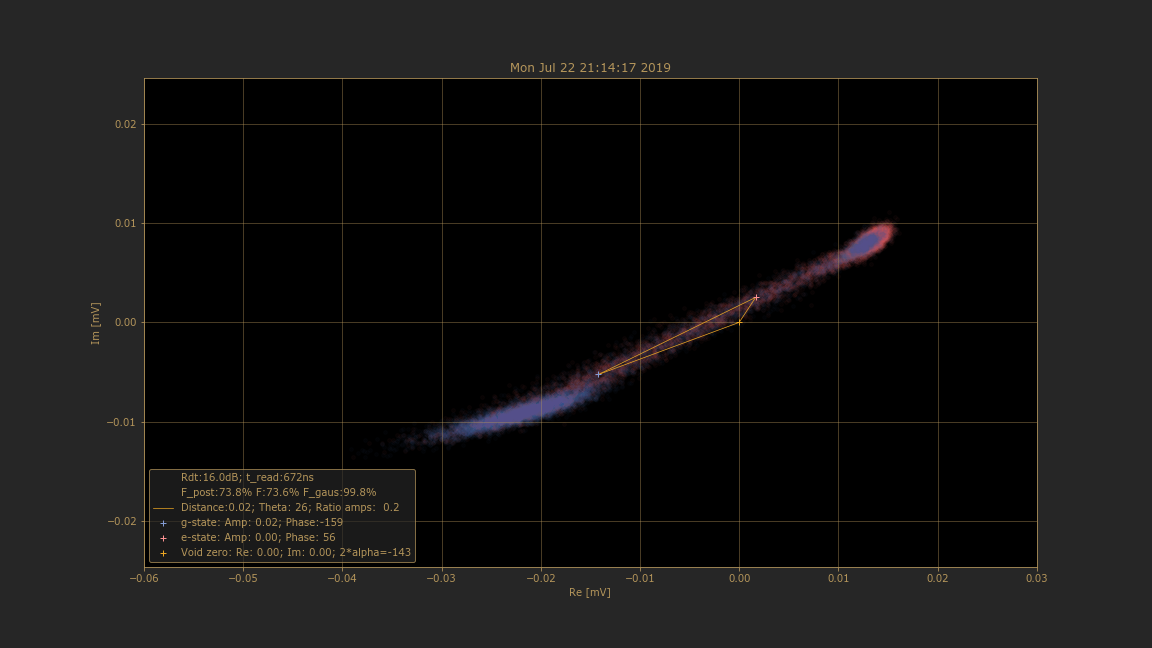 Mon Jul 22 21:14:17 2019
0.02
0.01
0.00
−0.01
−0.02
Im [mV]
Rdt:16.0dB; t_read:672ns
F_post:73.8% F:73.6% F_gaus:99.8%
Distance:0.02; Theta: 26; Ratio amps:  0.2
g-state: Amp: 0.02; Phase:-159
e-state: Amp: 0.00; Phase: 56
Void zero: Re: 0.00; Im: 0.00; 2*alpha=-143
−0.06 −0.05 −0.04 −0.03 −0.02 −0.01 0.00 0.01 0.02 0.03
Re [mV]